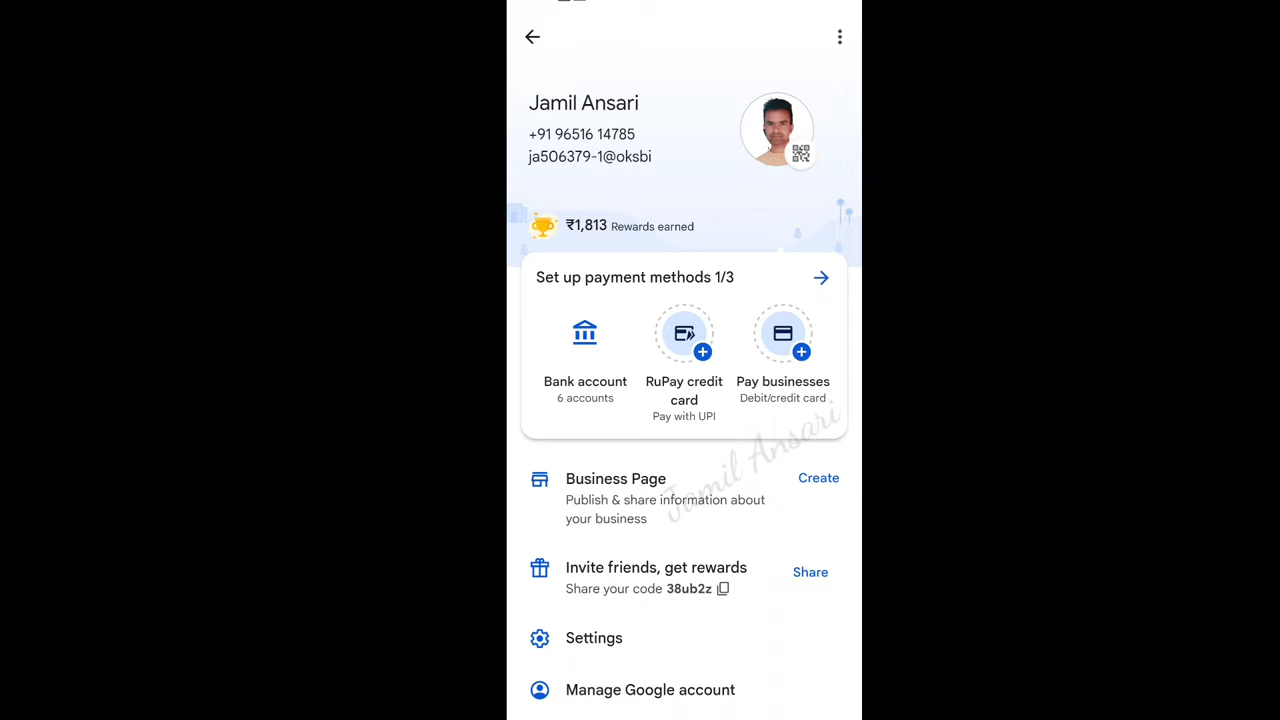 Jamil Ansari
+91 96516 14785
ja506379-1@oksbi
₹1,813 Rewards earned
Set up payment methods 1/3
Bank account
6 accounts
RuPay credit
card
Pay with UPI
Pay businesses
Debit/credit card
Jamil Ansari
Business Page
Create
Publish & share information about
your business
Invite friends, get rewards
Share
Share your code 38ub2z
Settings
Manage Google account